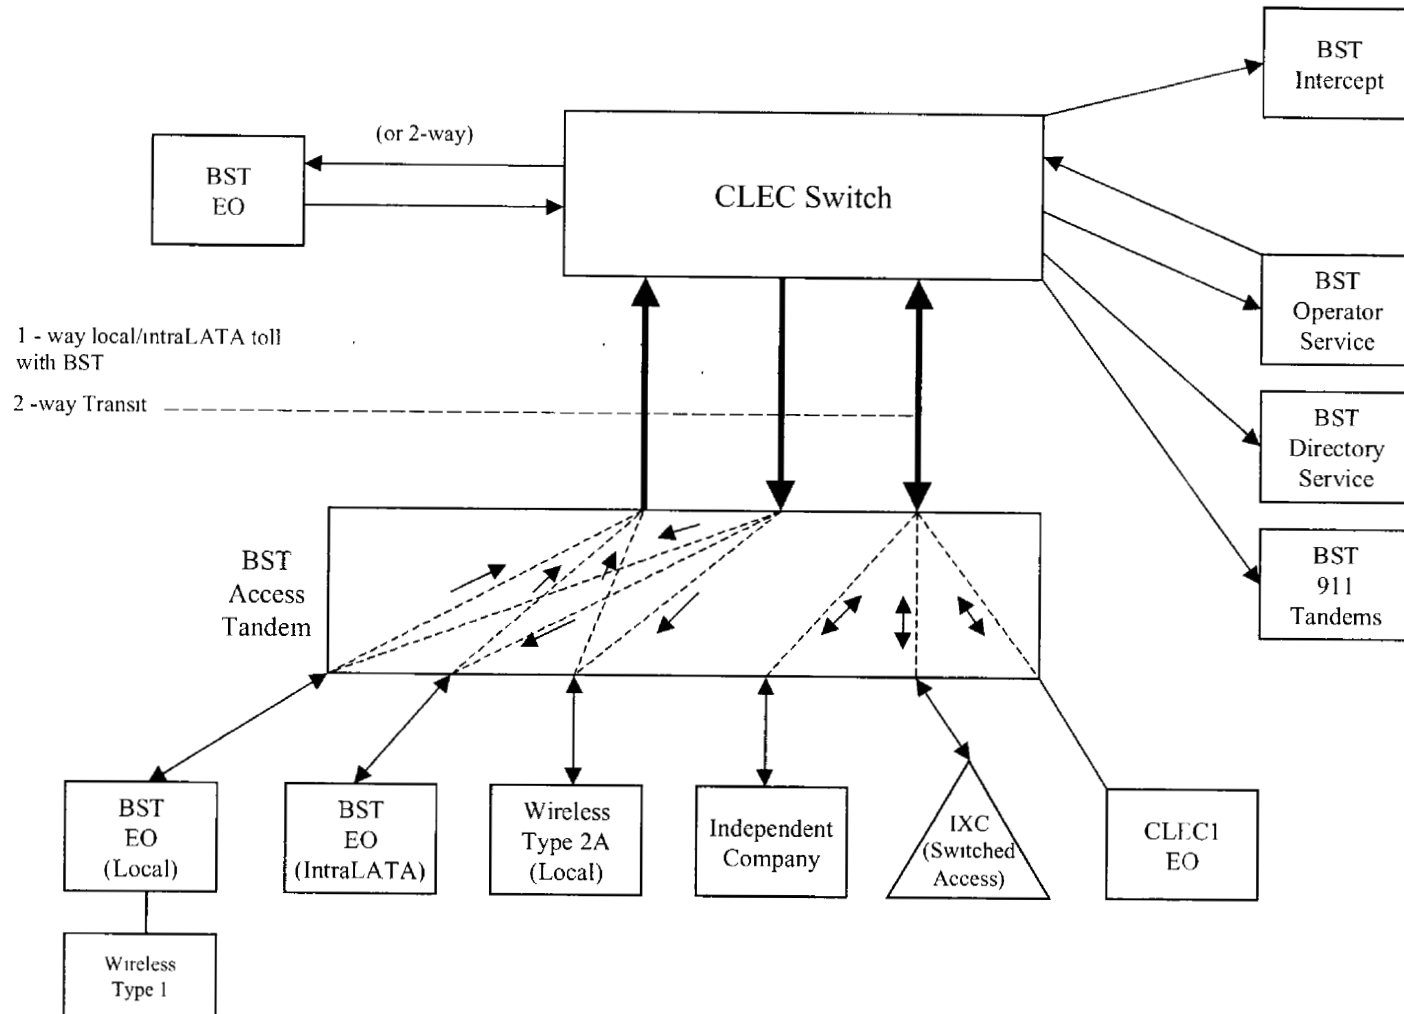 BST
Intercept
(or 2-way)
BST
EO
CLEC Switch
BST
Operator
Service
1 - way local/intraLATA toll
with BST
2 -way Transit
BST
Directory
Service
BST
Access
Tandem
BST
911
Tandems
BST
EO
(Local)
BST
EO
(IntraLATA)
Wireless
Type 2A
(Local)
Independent
Company
IXC
(Switched
Access)
CLEC1
EO
Wireless
Type 1